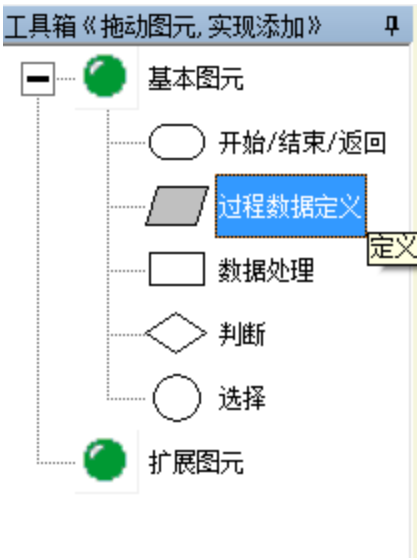 工具箱《拖动图元,实现添加》
基本图元
开始/结束/返回
过程数据定义
定义
数据处理
判断
选择
扩展图元